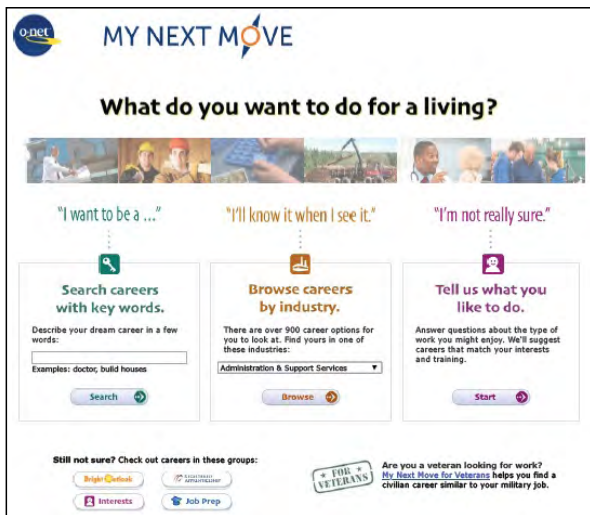 o·net
MY NEXT MOVE
What do you want to do for a living?
"I want to be a ..."
"I'll know it when I see it."
"I'm not really sure."
Search careers
with key words.
Describe your dream career in a few
words:
Examples: doctor, build houses
Search
Browse careers
by industry.
There are over 900 career options for
you to look at. Find yours in one of
these industries:
Administration & Support Services
Browse
Tell us what you
like to do.
Answer questions about the type of
work you might enjoy. We'll suggest
careers that match your interests
and training.
Start
Still not sure? Check out careers in these groups:
Bright Outlook
APPRENTICESHIP
Interests
Job Prep
FOR
VETERANS
Are you a veteran looking for work?
My Next Move for Veterans helps you find a
civilian career similar to your military job.